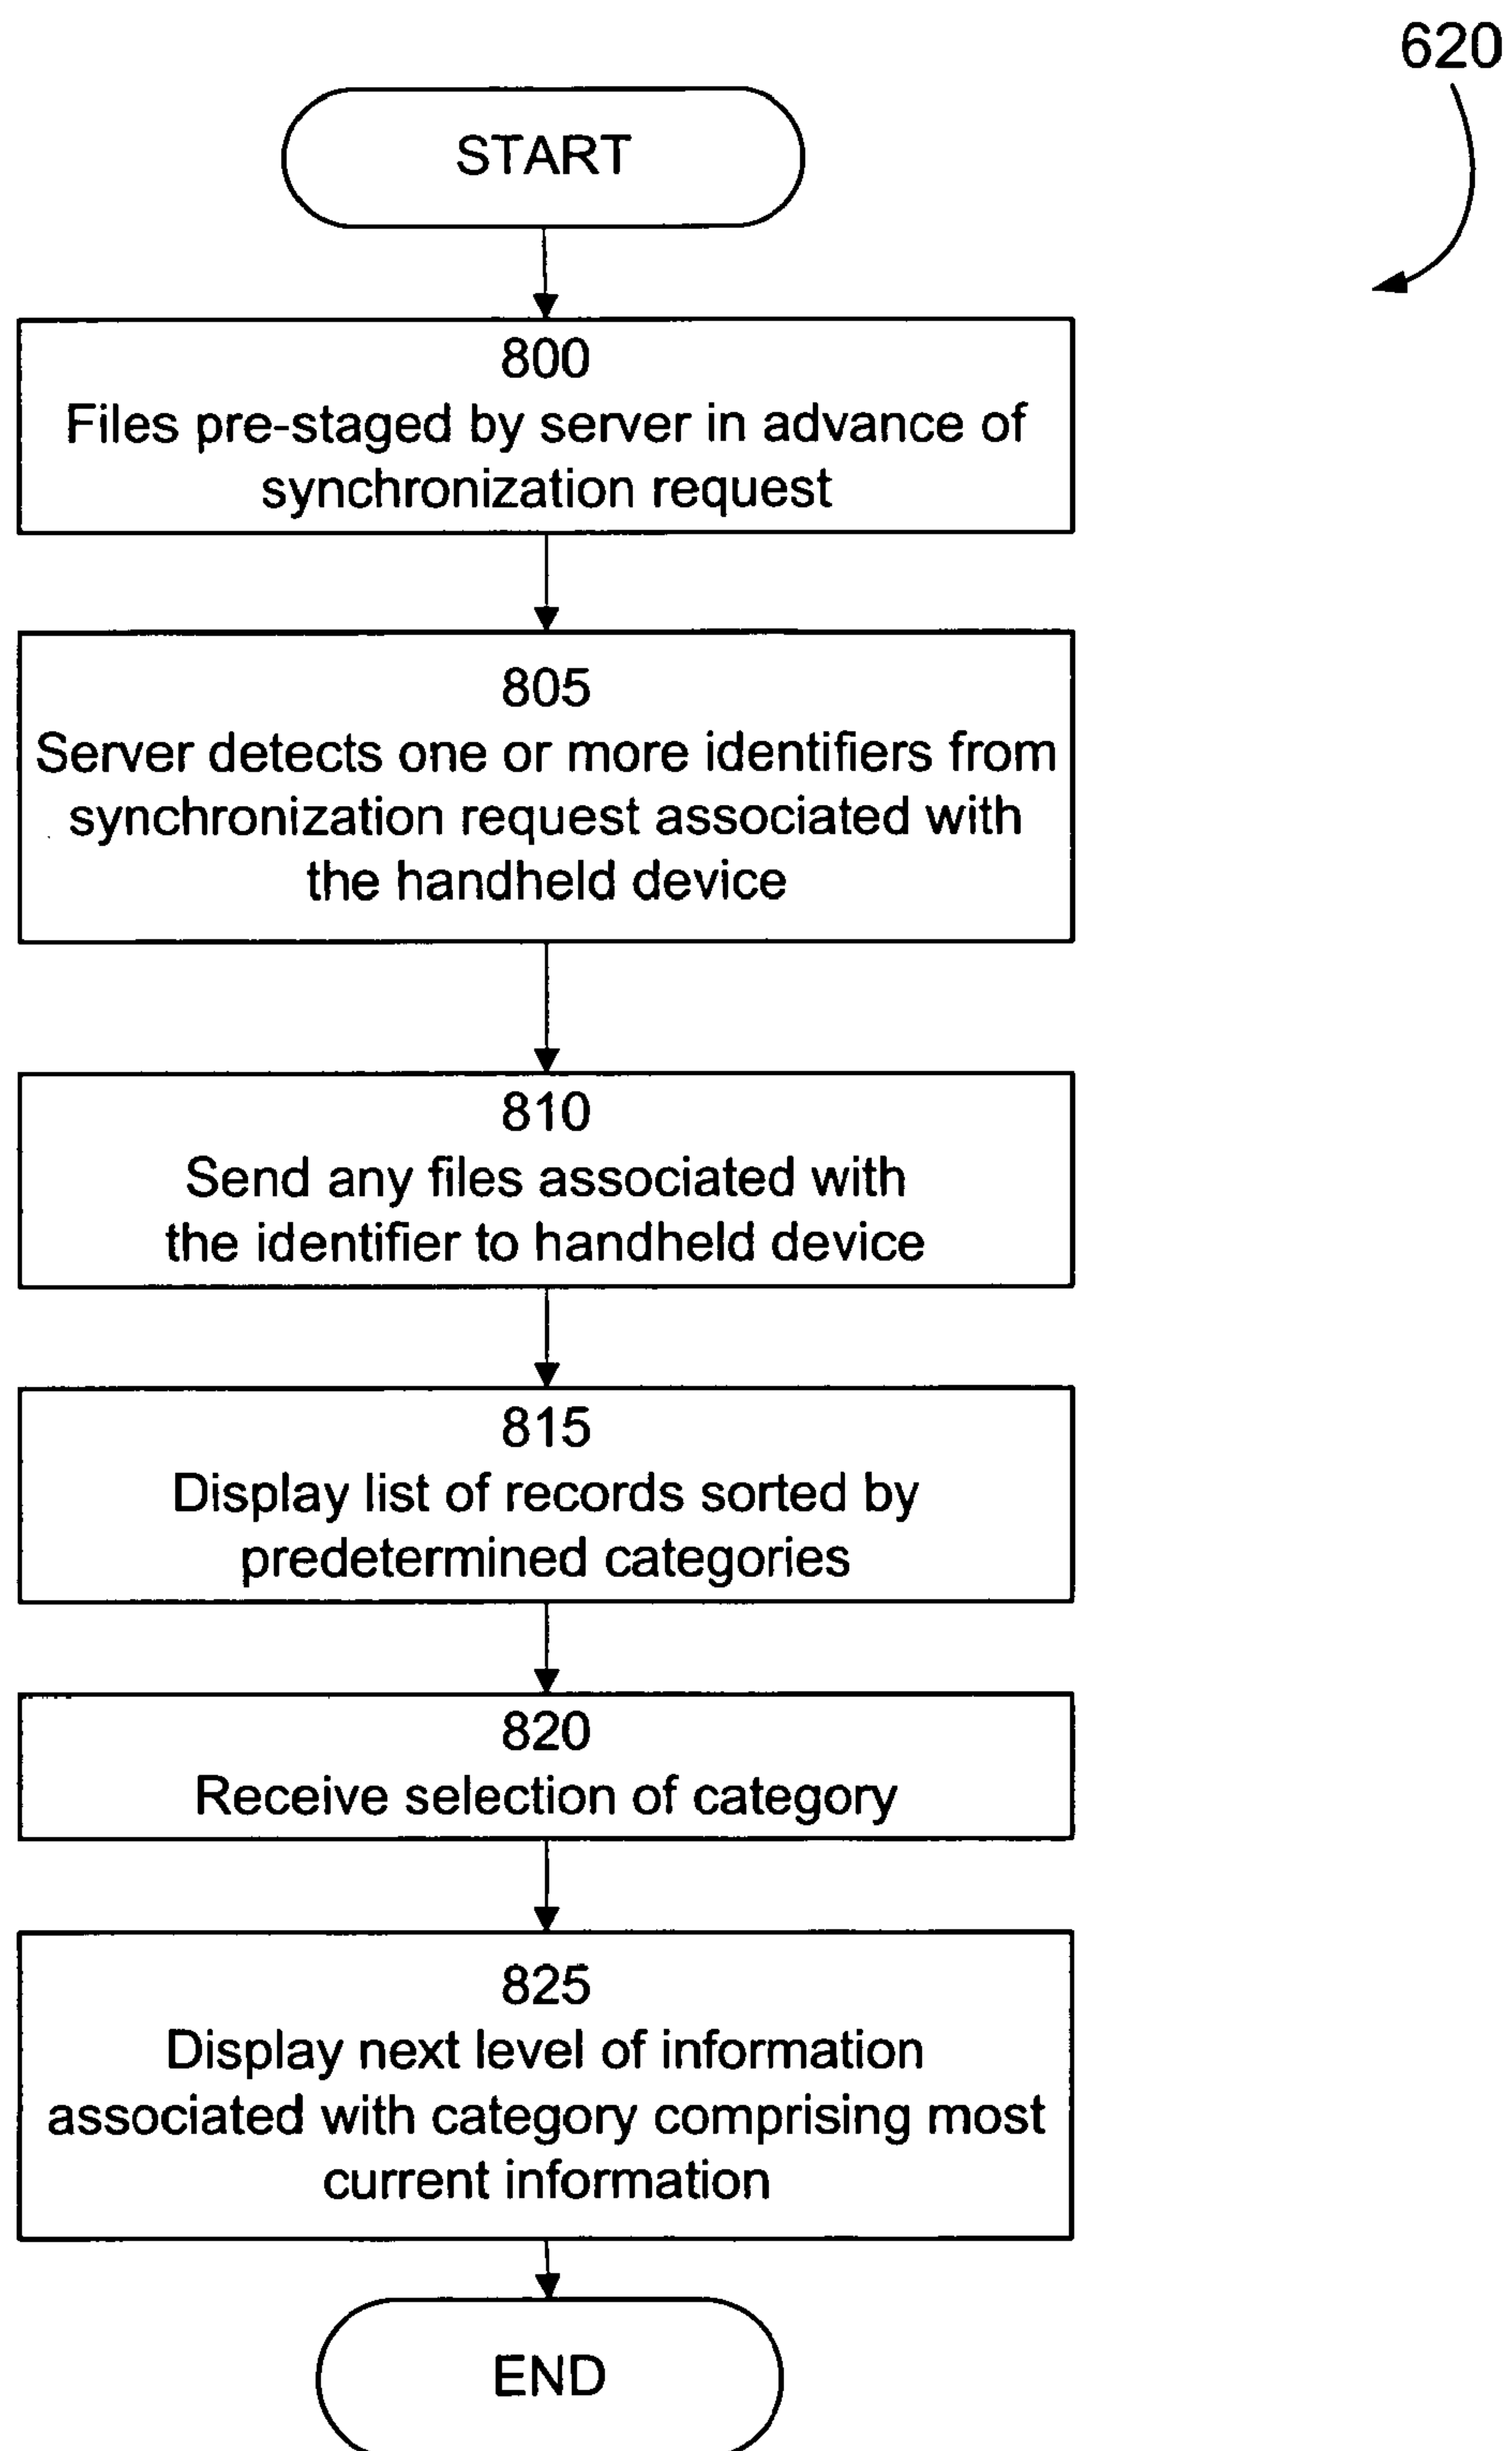 620
START
800
Files pre-staged by server in advance of
synchronization request
805
Server detects one or more identifiers from
synchronization request associated with
the handheld device
810
Send any files associated with
the identifier to handheld device
815
Display list of records sorted by
predetermined categories
820
Receive selection of category
825
Display next level of information
associated with category comprising most
current information
END